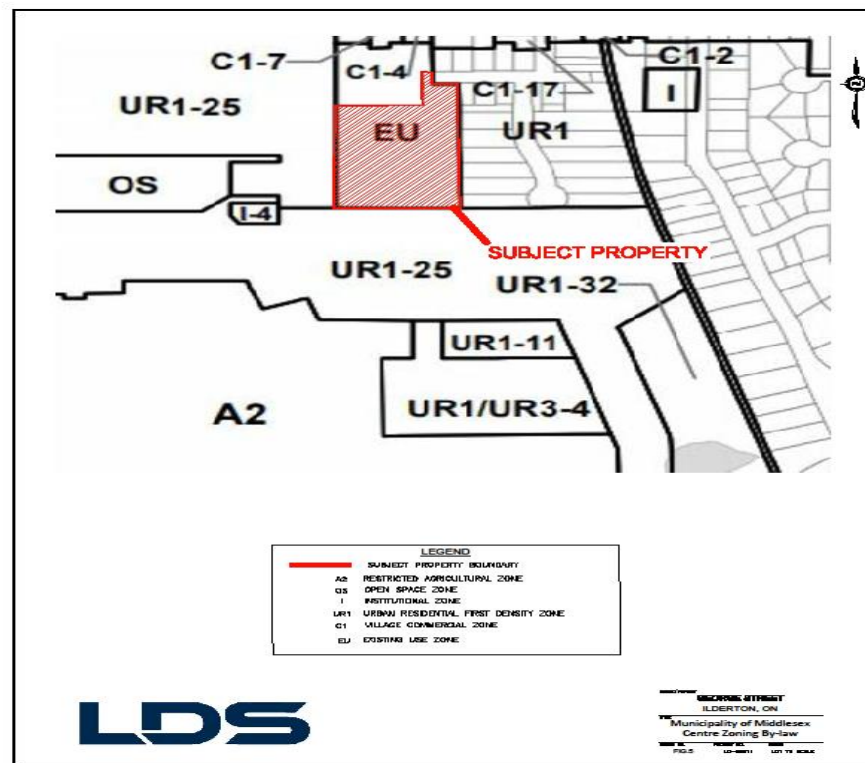 C1-7
C1-4
C1-2
UR1-25
C1-17
I
EU
UR1
OS
I-4
SUBJECT PROPERTY
UR1-25
UR1-32
UR1-11
A2
UR1/UR3-4
LEGEND
SUBJECT PROPERTY BOUNDARY
A2 RESTRICTED AGRICULTURAL ZONE
OS OPEN SPACE ZONE
I INSTITUTIONAL ZONE
UR1 URBAN RESIDENTIAL FIRST DENSITY ZONE
C1 VILLAGE COMMERCIAL ZONE
EU EXISTING USE ZONE
LDS
GEORGE STREET
ILDERTON, ON
Municipality of Middlesex
Centre Zoning By-law
FIG.5